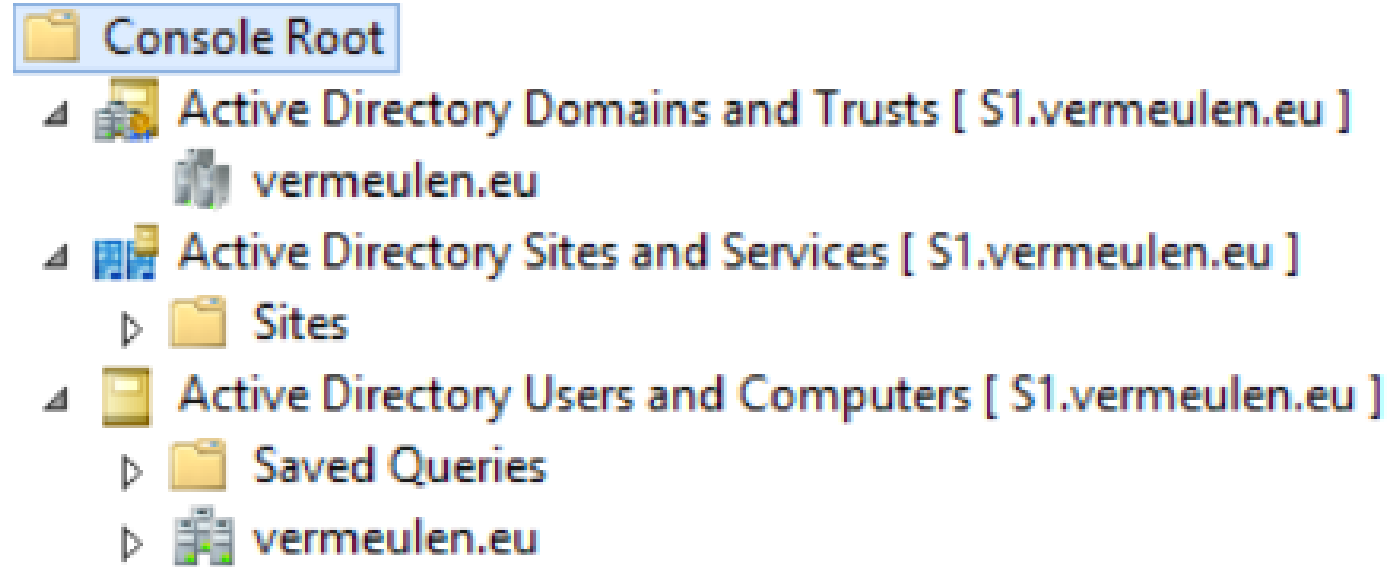 Console Root
Active Directory Domains and Trusts [ S1.vermeulen.eu ]
vermeulen.eu
Active Directory Sites and Services [ S1.vermeulen.eu ]
Sites
Active Directory Users and Computers [ S1.vermeulen.eu ]
Saved Queries
vermeulen.eu